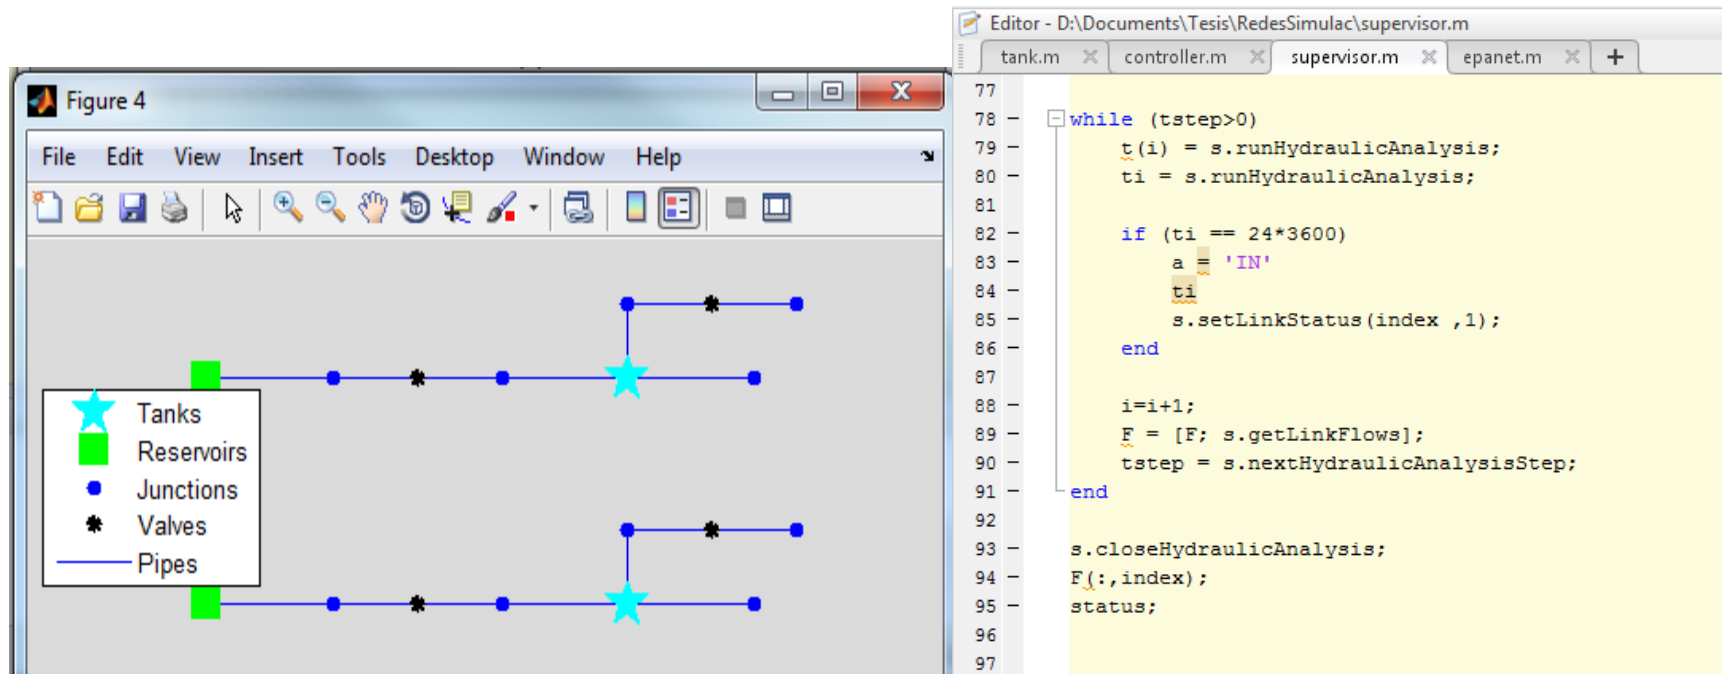 Figure 4
File Edit View Insert Tools Desktop Window Help
Tanks
Reservoirs
Junctions
Valves
Pipes
Editor - D:\Documents\Tesis\RedesSimulac\supervisor.m
tank.m controller.m supervisor.m epanet.m +
77
78 - while (tstep>0)
79 - t(i) = s.runHydraulicAnalysis;
80 - ti = s.runHydraulicAnalysis;
81
82 - if (ti == 24*3600)
83 - a = 'IN'
84 - ti
85 - s.setLinkStatus(index ,1);
86 - end
87
88 - i=i+1;
89 - F = [F; s.getLinkFlows];
90 - tstep = s.nextHydraulicAnalysisStep;
91 - end
92
93 - s.closeHydraulicAnalysis;
94 - F(:,index);
95 - status;
96
97